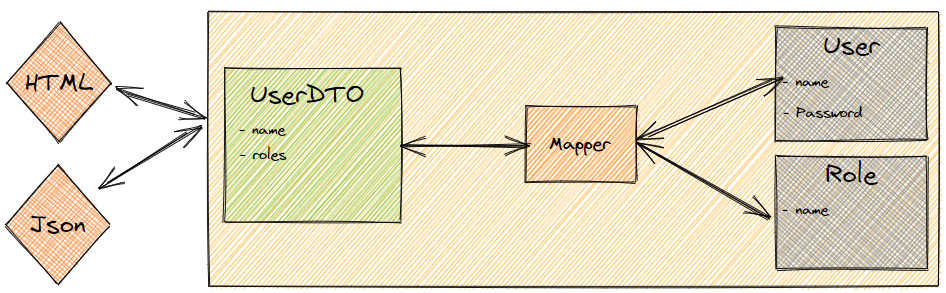 HTML
Json
UserDTO
- name
- roles
Mapper
User
- name
- Password
Role
- name